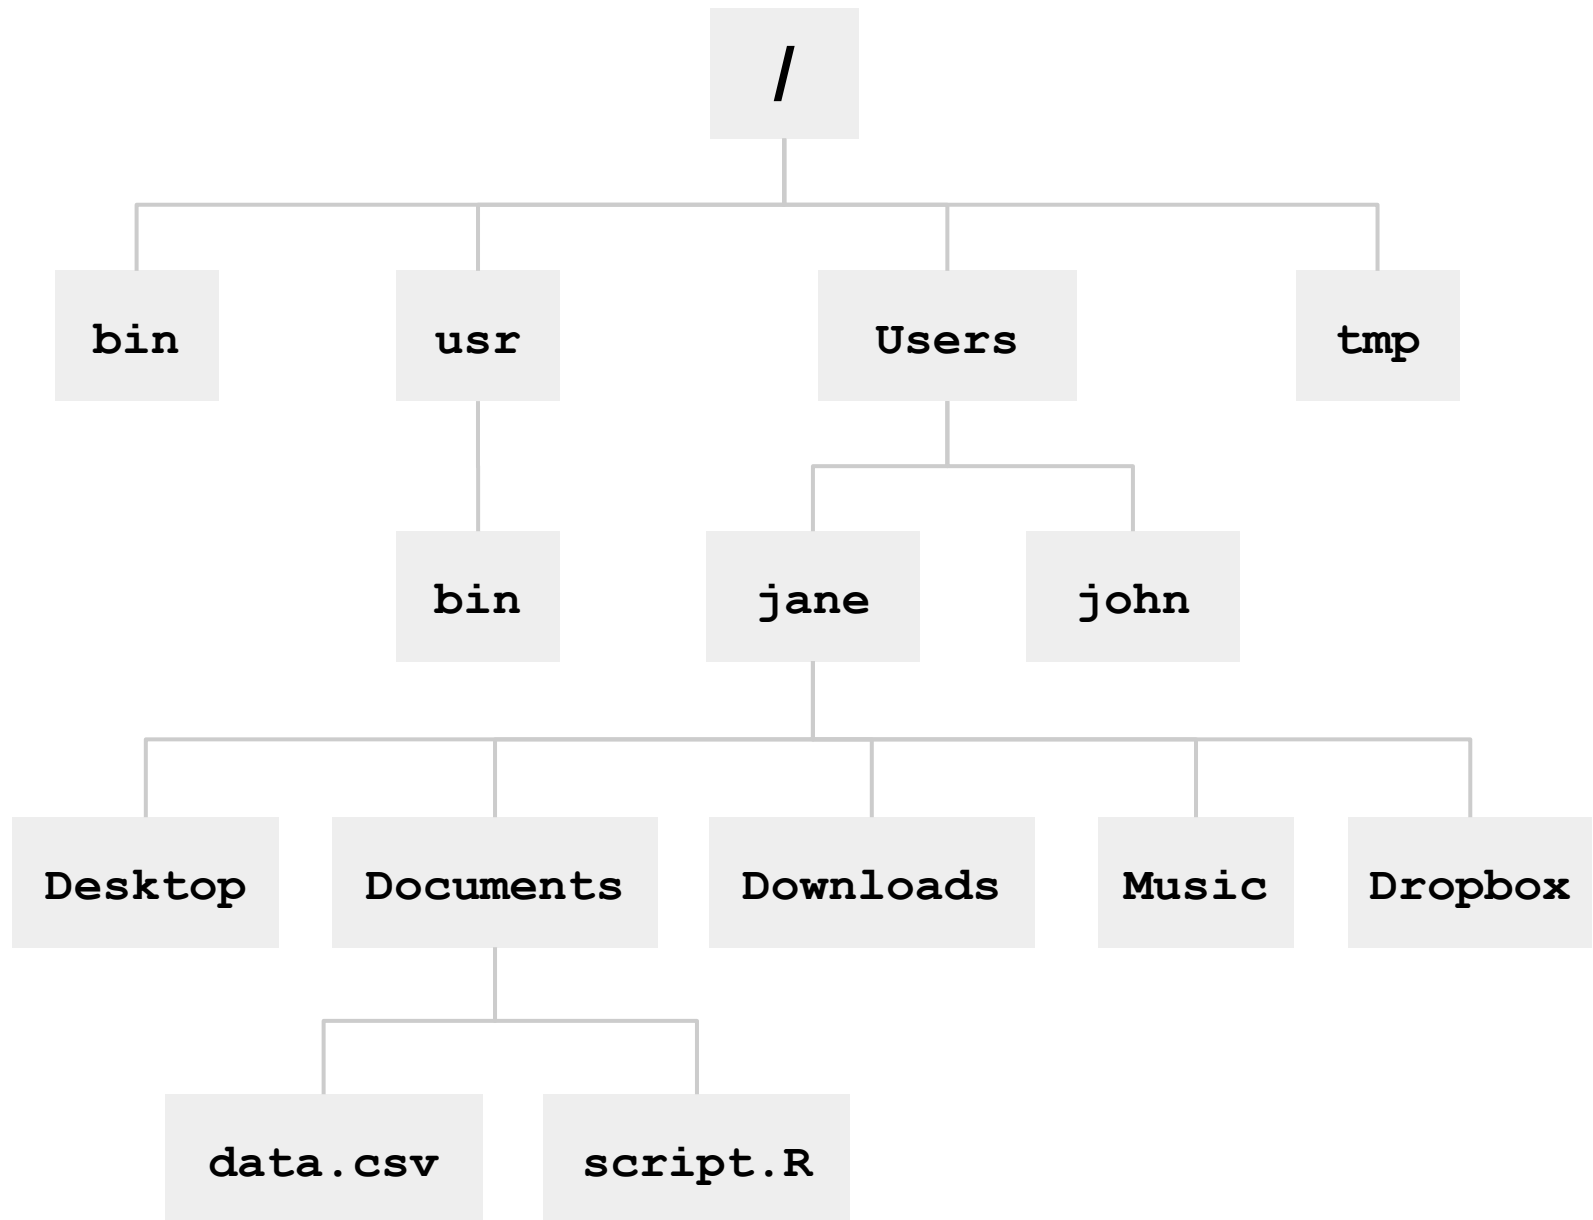 /
bin
usr
Users
tmp
bin
jane
john
Desktop
Documents
Downloads
Music
Dropbox
data.csv
script.R